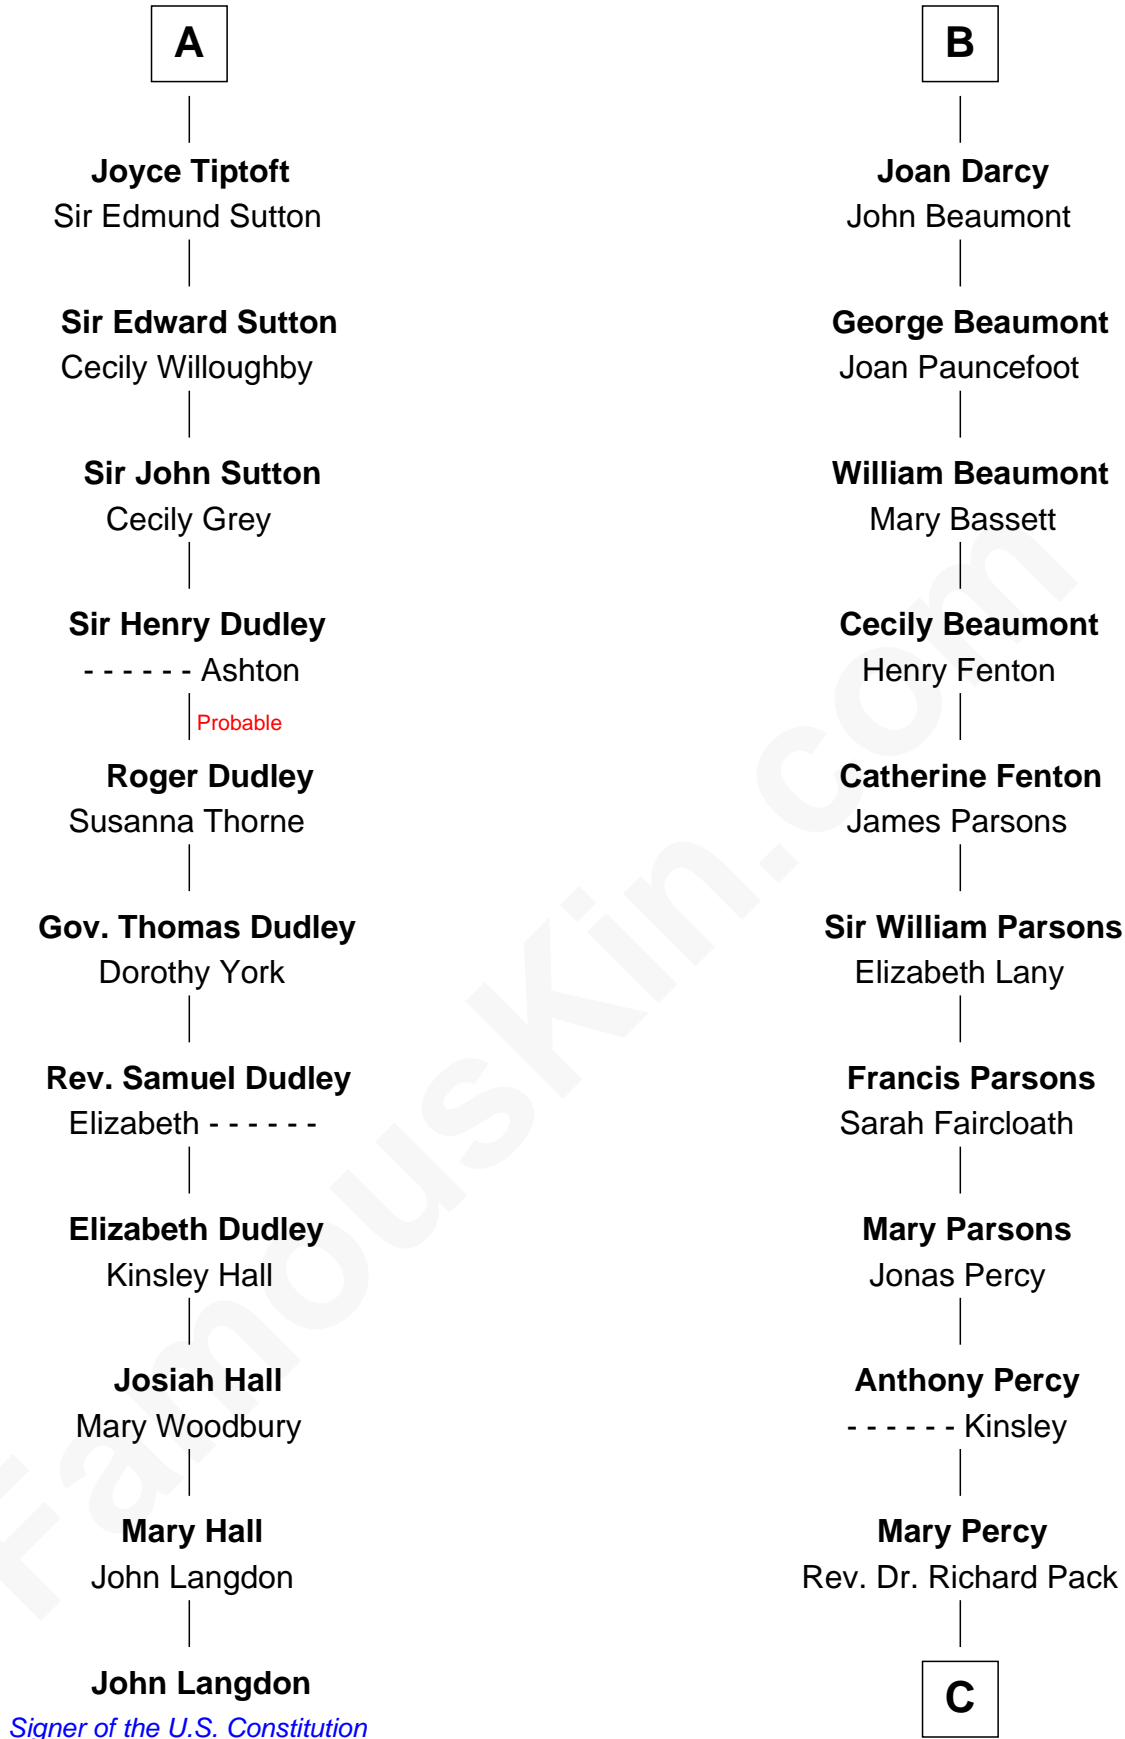 A
Joyce Tiptoft
Sir Edmund Sutton
Sir Edward Sutton
Cecily Willoughby
Sir John Sutton
Cecily Grey
Sir Henry Dudley
- - - - - - Ashton
Probable
Roger Dudley
Susanna Thorne
Gov. Thomas Dudley
Dorothy York
Rev. Samuel Dudley
Elizabeth - - - - - -
Elizabeth Dudley
Kinsley Hall
Josiah Hall
Mary Woodbury
Mary Hall
John Langdon
John Langdon
Signer of the U.S. Constitution
B
Joan Darcy
John Beaumont
George Beaumont
Joan Pauncefoot
William Beaumont
Mary Bassett
Cecily Beaumont
Henry Fenton
Catherine Fenton
James Parsons
Sir William Parsons
Elizabeth Lany
Francis Parsons
Sarah Faircloath
Mary Parsons
Jonas Percy
Anthony Percy
- - - - - - Kinsley
Mary Percy
Rev. Dr. Richard Pack
C
FamousKin.com